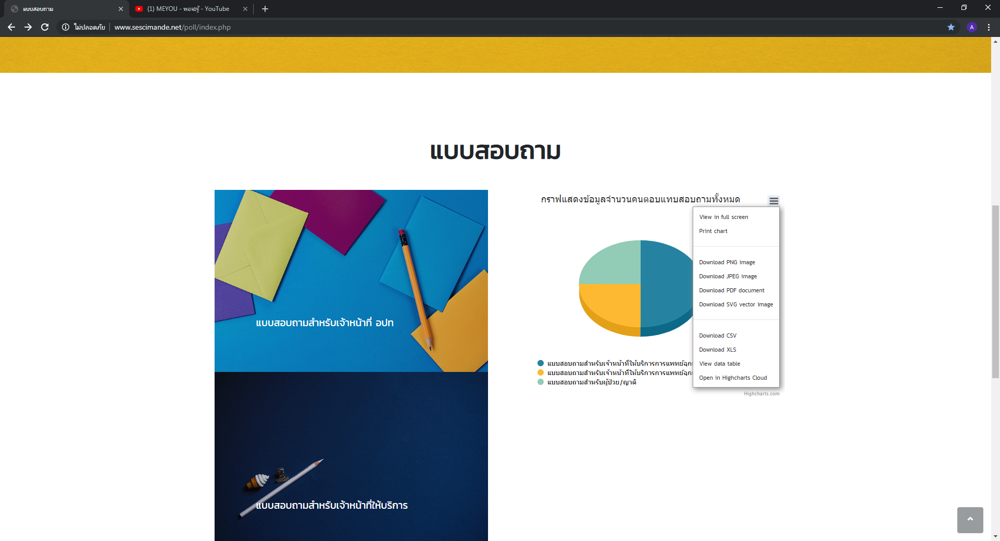 แบบสอบถาม
(1) MEYOU - พอจะรู้ - YouTube
ไม่ปลอดภัย
www.sescimande.net/poll/index.php
A
แบบสอบถาม
แบบสอบถามสำหรับเจ้าหน้าที่ อปท
แบบสอบถามสำหรับเจ้าหน้าที่ให้บริการ
กราฟแสดงข้อมูลจำนวนคนตอบแทบสอบถามทั้งหมด
View in full screen
Print chart
Download PNG image
Download JPEG image
Download PDF document
Download SVG vector image
Download CSV
Download XLS
View data table
Open in Highcharts Cloud
แบบสอบถามสำหรับเจ้าหน้าที่ให้บริการการแพทย์ฉุก
แบบสอบถามสำหรับเจ้าหน้าที่ให้บริการการแพทย์ฉุก
แบบสอบถามสำหรับผู้ป่วย/ญาติ
Highcharts.com